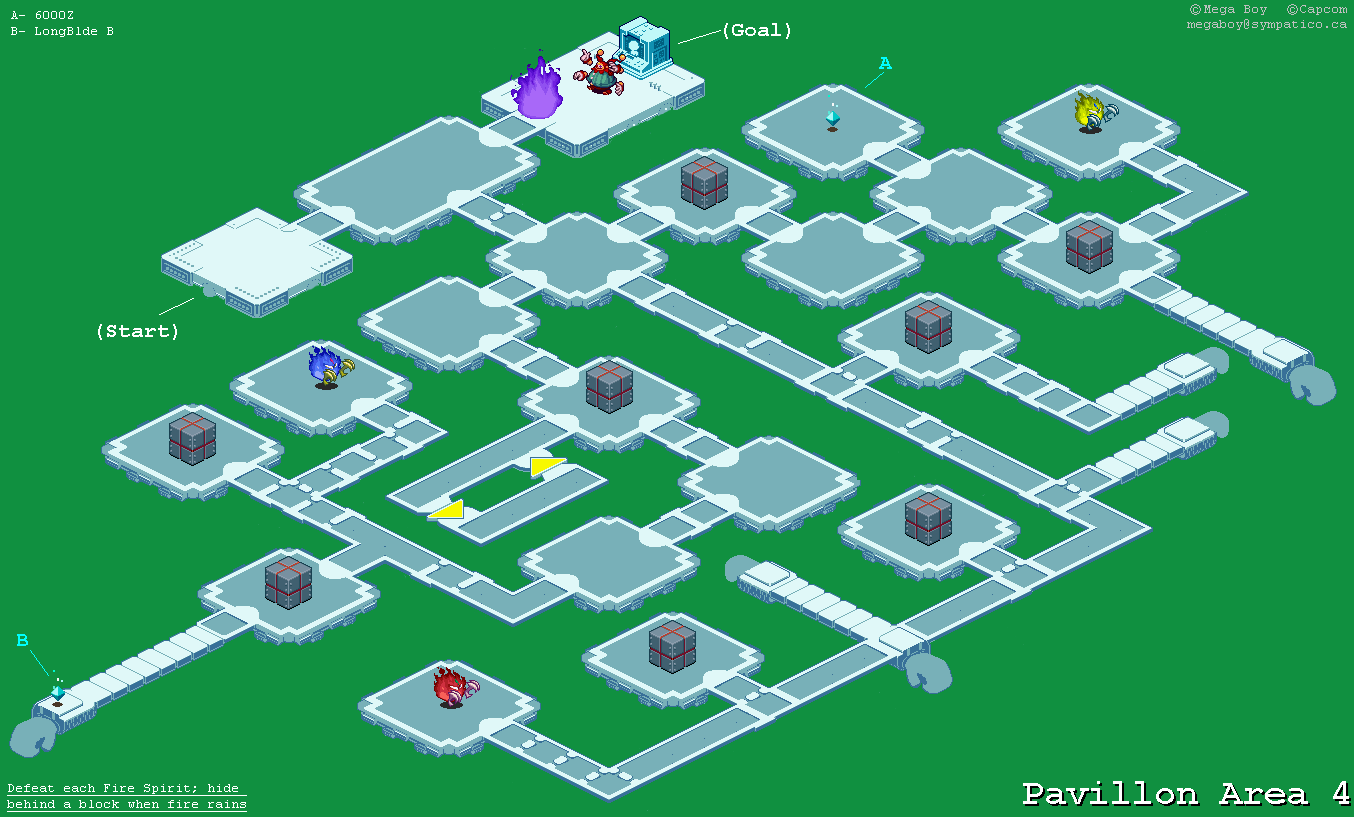 A- 6000Z
B- LongBlde B
©Mega Boy ©Capcom
megaboy@sympatico.ca
(Goal)
A
(Start)
B
Defeat each Fire Spirit; hide
behind a block when fire rains
Pavillon Area 4